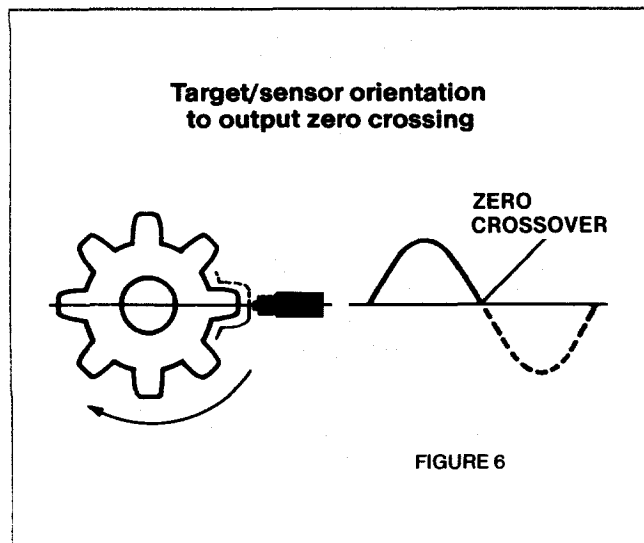 Target/sensor orientation
to output zero crossing
ZERO
CROSSOVER
FIGURE 6